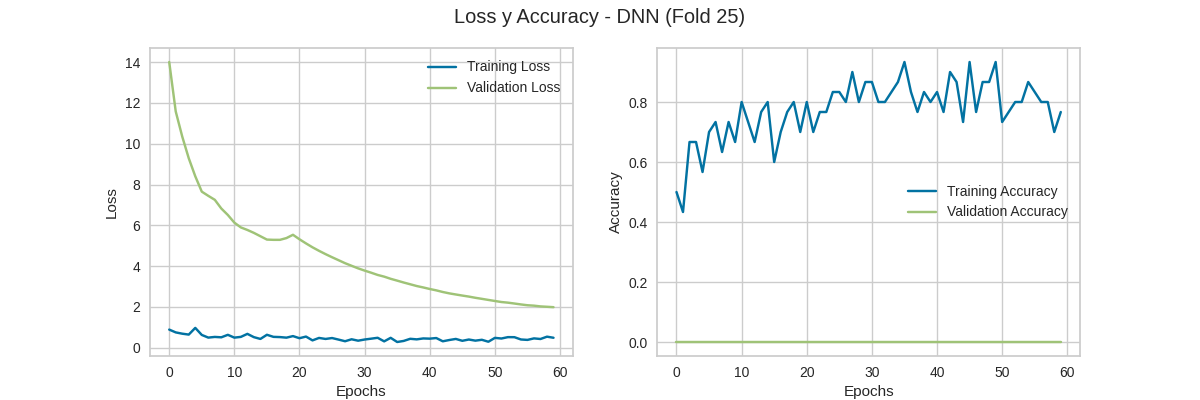 Loss y Accuracy - DNN (Fold 25)
14
12
10
8
6
4
2
0
Loss
0 10 20 30 40 50 60
Epochs
Training Loss
Validation Loss
0.8
0.6
0.4
0.2
0.0
Accuracy
0 10 20 30 40 50 60
Epochs
Training Accuracy
Validation Accuracy